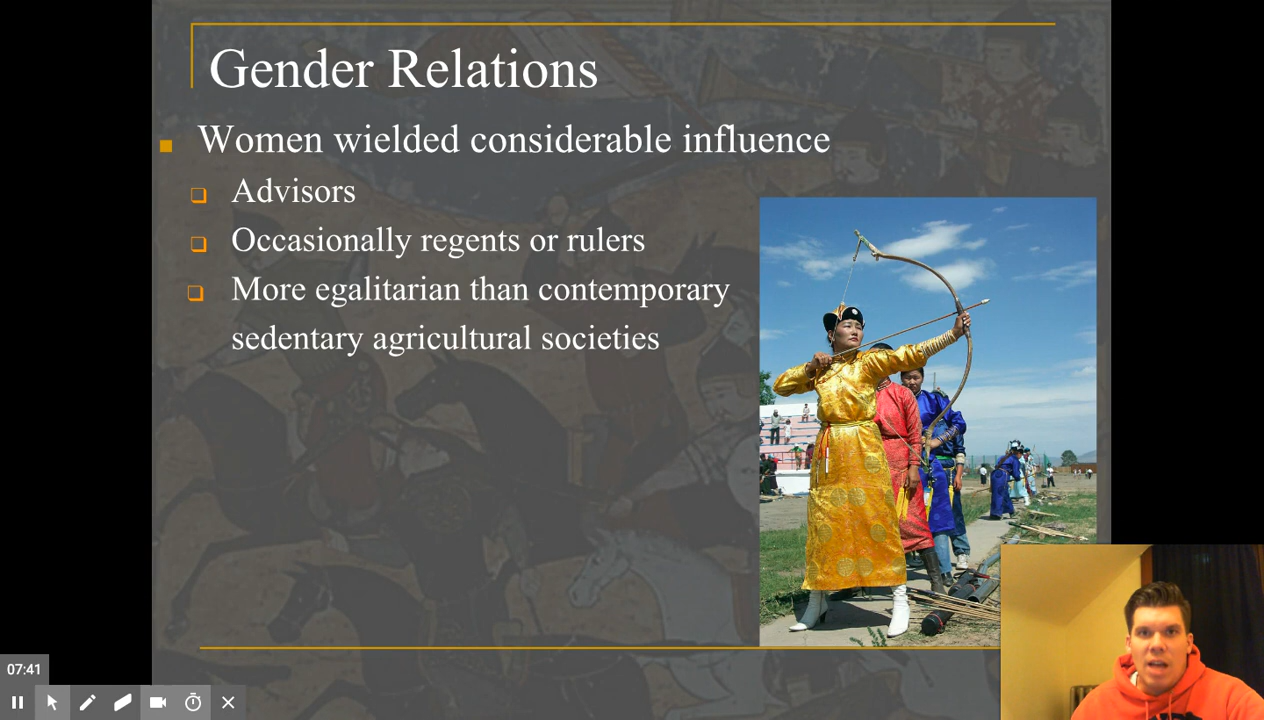 Gender Relations
Women wielded considerable influence
Advisors
Occasionally regents or rulers
More egalitarian than contemporary
sedentary agricultural societies
07:41